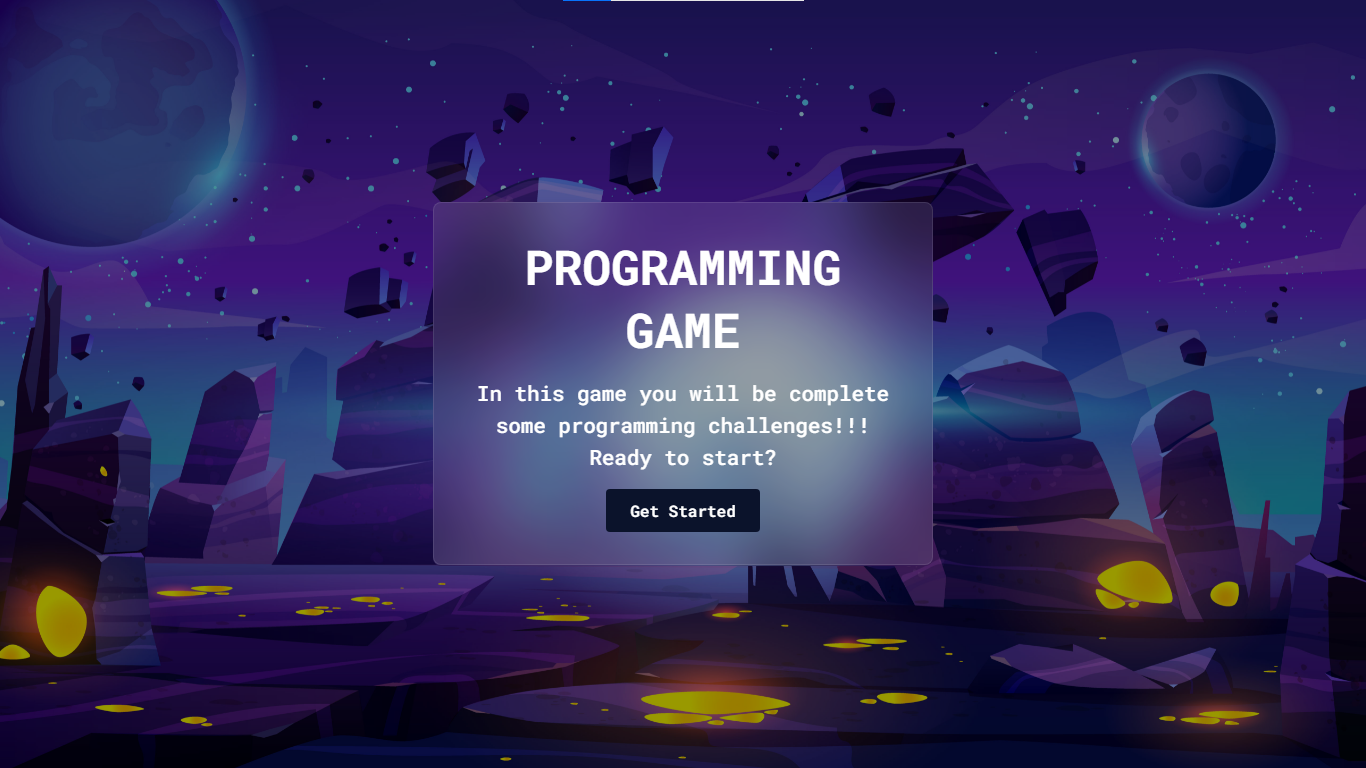 PROGRAMMING
GAME
In this game you will be complete
some programming challenges!!!
Ready to start?
Get Started